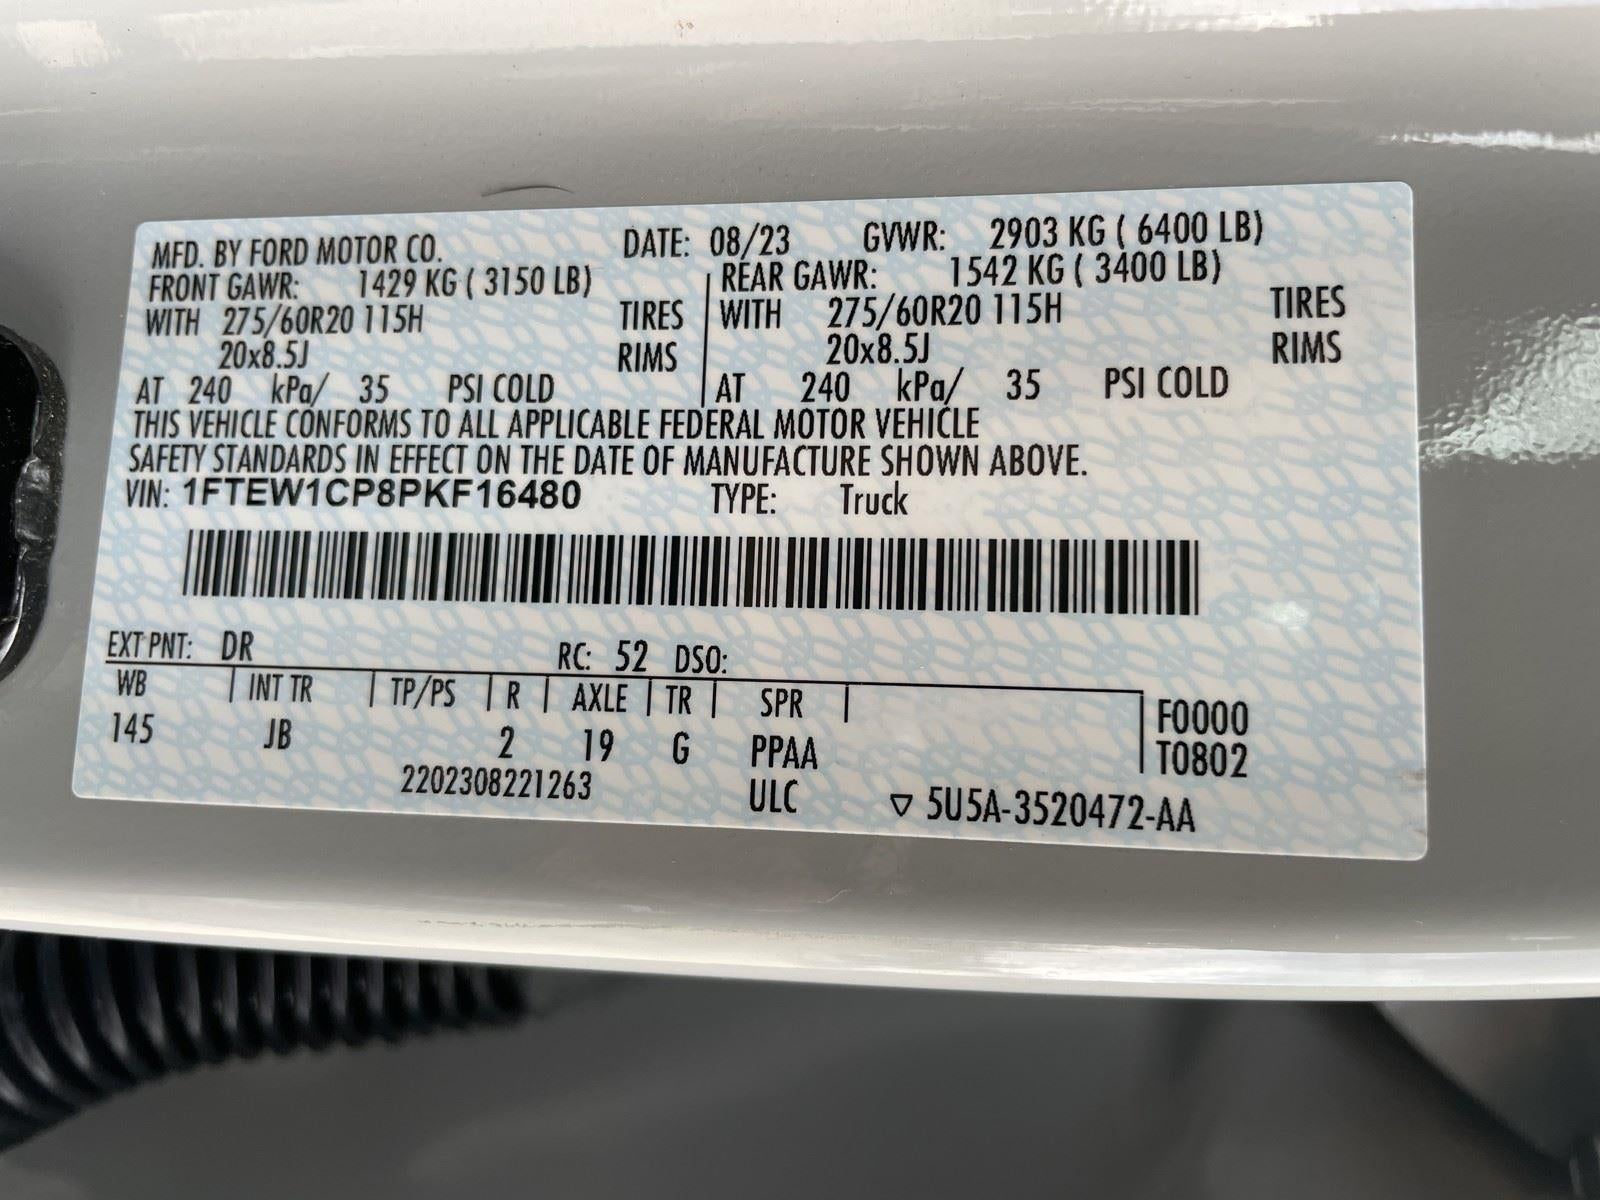 MFD. BY FORD MOTOR CO. DATE: 08/23 GVWR: 2903 KG ( 6400 LB)
FRONT GAWR: 1429 KG ( 3150 LB) REAR GAWR: 1542 KG ( 3400 LB)
WITH 275/60R20 115H TIRES WITH 275/60R20 115H TIRES
20x8.5J RIMS 20x8.5J RIMS
AT 240 kPa/ 35 PSI COLD AT 240 kPa/ 35 PSI COLD
THIS VEHICLE CONFORMS TO ALL APPLICABLE FEDERAL MOTOR VEHICLE
SAFETY STANDARDS IN EFFECT ON THE DATE OF MANUFACTURE SHOWN ABOVE.
VIN: 1FTEW1CP8PKF16480 TYPE: Truck
EXT PNT: DR RC: 52 DSO:
WB INT TR TP/PS R AXLE TR SPR F0000
145 JB 2 19 G PPAA T0802
2202308221263 ULC ▽ 5U5A-3520472-AA